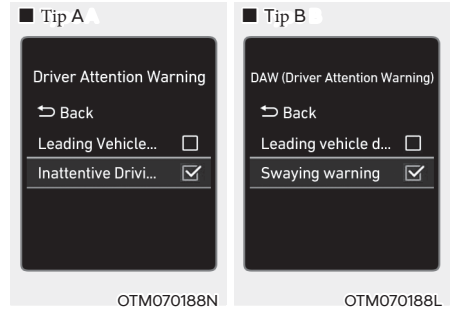 ■ Tip A
Driver Attention Warning
⮌ Back
Leading Vehicle...
Inattentive Drivi...
OTM070188N
■ Tip B
DAW (Driver Attention Warning)
⮌ Back
Leading vehicle d...
Swaying warning
OTM070188L